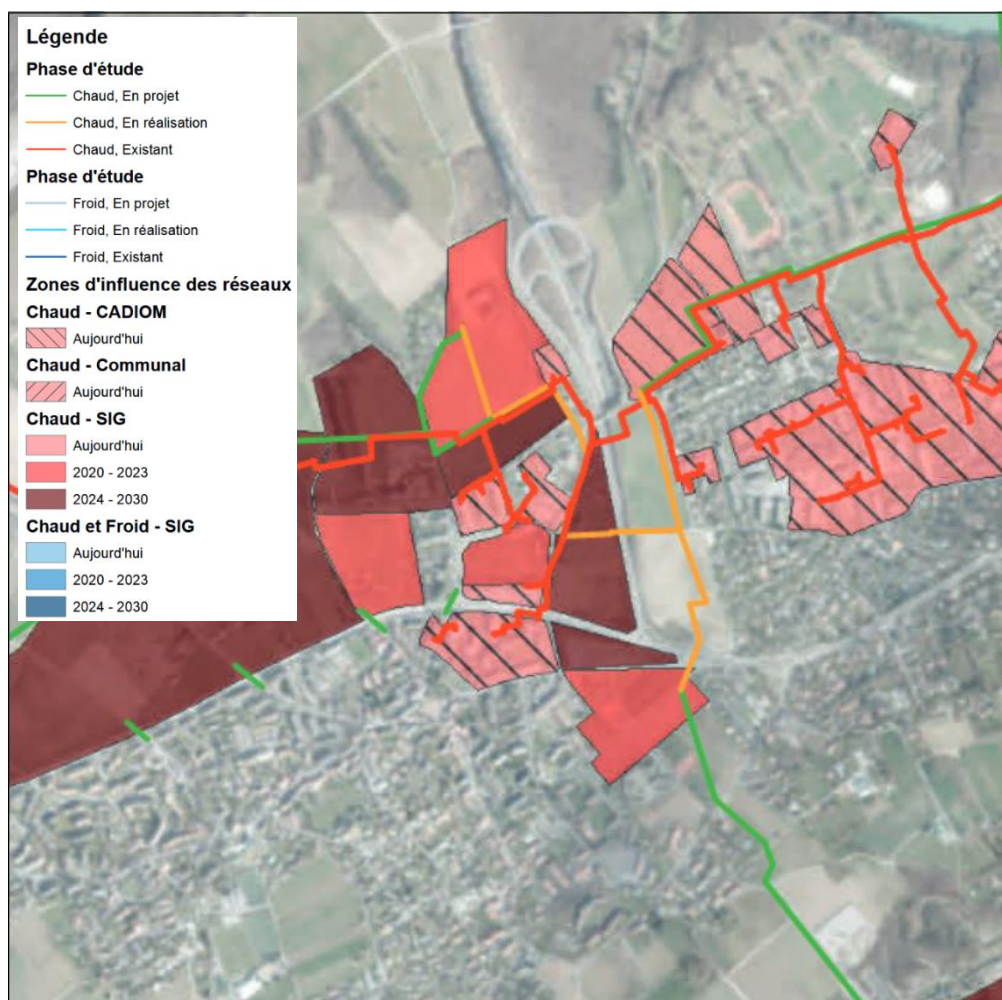 Légende
Phase d'étude
Chaud, En projet
Chaud, En réalisation
Chaud, Existant
Phase d'étude
Froid, En projet
Froid, En réalisation
Froid, Existant
Zones d'influence des réseaux
Chaud - CADIOM
Aujourd'hui
Chaud - Communal
Aujourd'hui
Chaud - SIG
Aujourd'hui
2020 - 2023
2024 - 2030
Chaud et Froid - SIG
Aujourd'hui
2020 - 2023
2024 - 2030